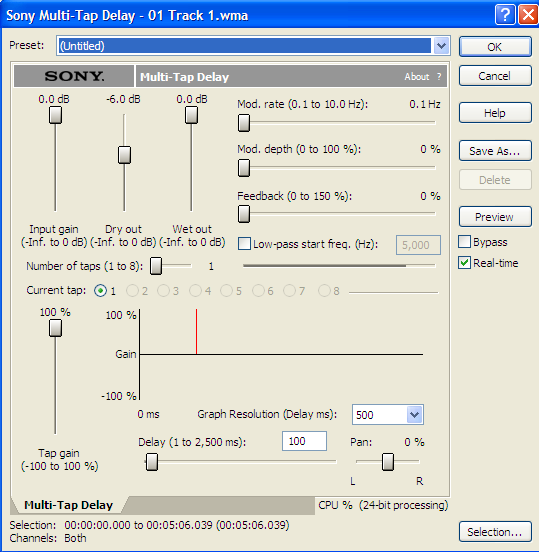 Sony Multi-Tap Delay - 01 Track 1.wma
Preset: (Untitled) OK
SONY. Multi-Tap Delay About ? Cancel
0.0 dB -6.0 dB 0.0 dB Mod. rate (0.1 to 10.0 Hz): 0.1 Hz
Help
Mod. depth (0 to 100 %): 0 % Save As...
Delete
Feedback (0 to 150 %): 0 %
Preview
Input gain Dry out Wet out
(-Inf. to 0 dB) (-Inf. to 0 dB) (-Inf. to 0 dB) Low-pass start freq. (Hz): 5,000 Bypass
Number of taps (1 to 8): 1 Real-time
Current tap: 1 2 3 4 5 6 7 8
100 % 100 %
Gain
-100 %
0 ms Graph Resolution (Delay ms): 500
Delay (1 to 2,500 ms): 100 Pan: 0 %
Tap gain
(-100 to 100 %) L R
Multi-Tap Delay CPU % (24-bit processing)
Selection: 00:00:00.000 to 00:05:06.039 (00:05:06.039)
Channels: Both Selection...